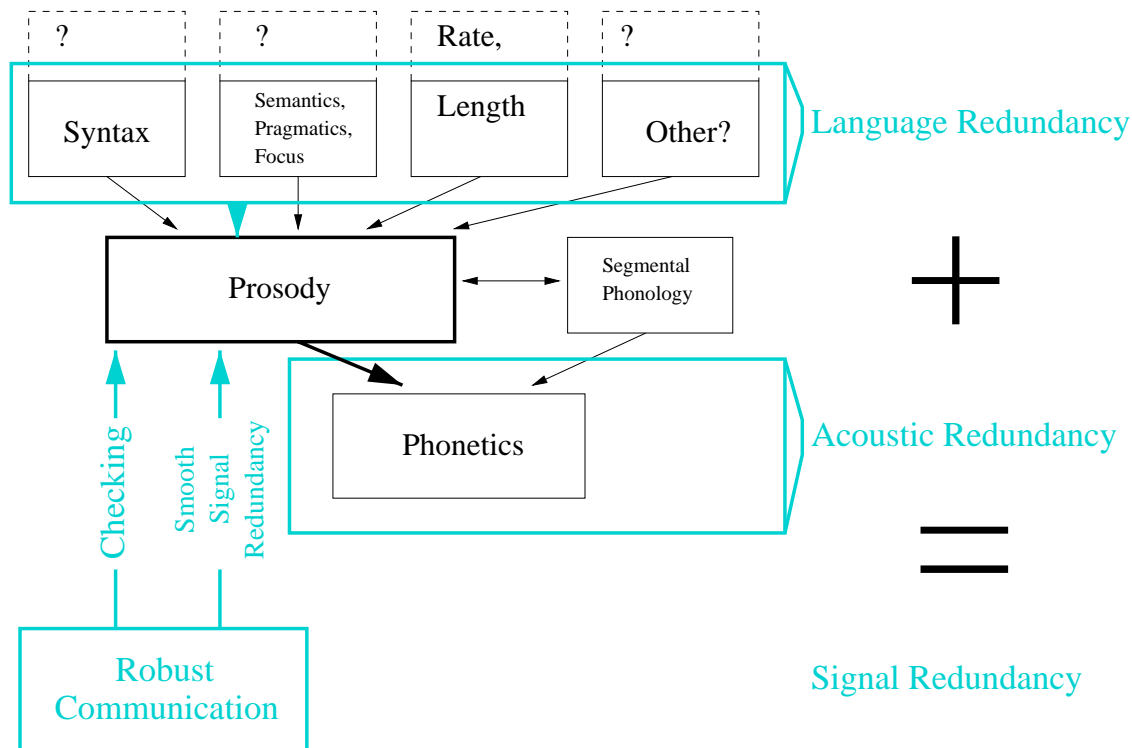 ?
?
Rate,
?
Syntax
Semantics,
Pragmatics,
Focus
Length
Other?
Language Redundancy
Prosody
Segmental
Phonology
+
Phonetics
Acoustic Redundancy
Checking
Smooth
Signal
Redundancy
=
Robust
Communication
Signal Redundancy